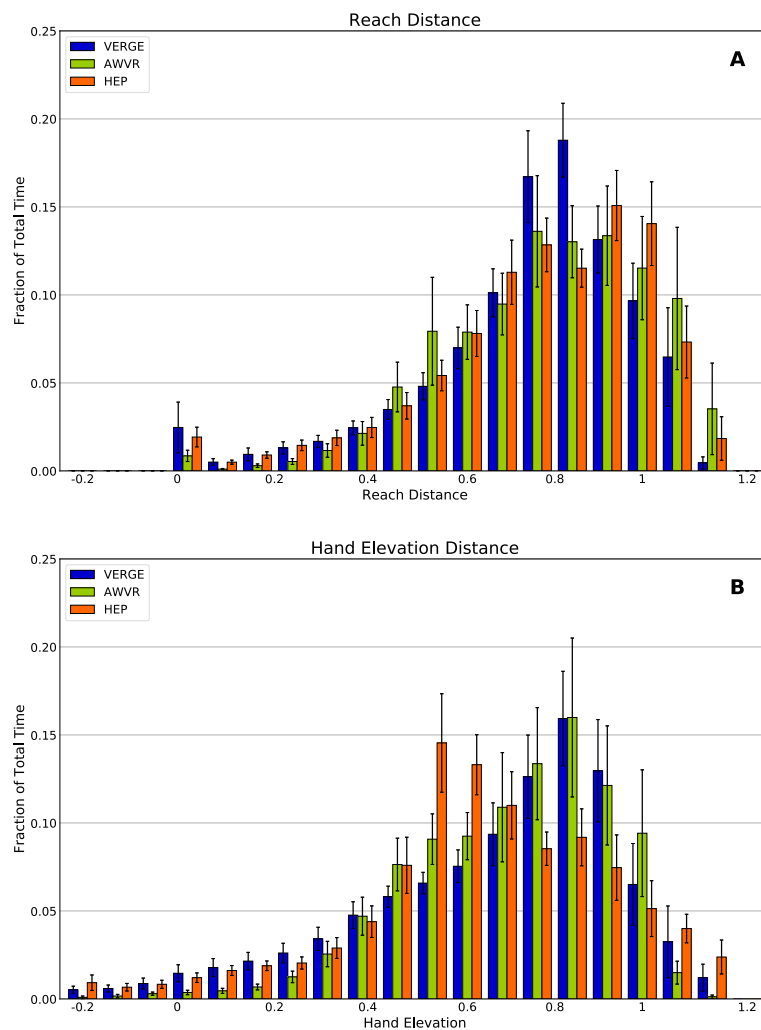 Reach Distance
0.25
VERGE
AWVR
HEP
A
0.20
0.15
0.10
0.05
0.00
Fraction of Total Time
-0.2 0 0.2 0.4 0.6 0.8 1 1.2
Reach Distance
Hand Elevation Distance
0.25
VERGE
AWVR
HEP
B
0.20
0.15
0.10
0.05
0.00
Fraction of Total Time
-0.2 0 0.2 0.4 0.6 0.8 1 1.2
Hand Elevation